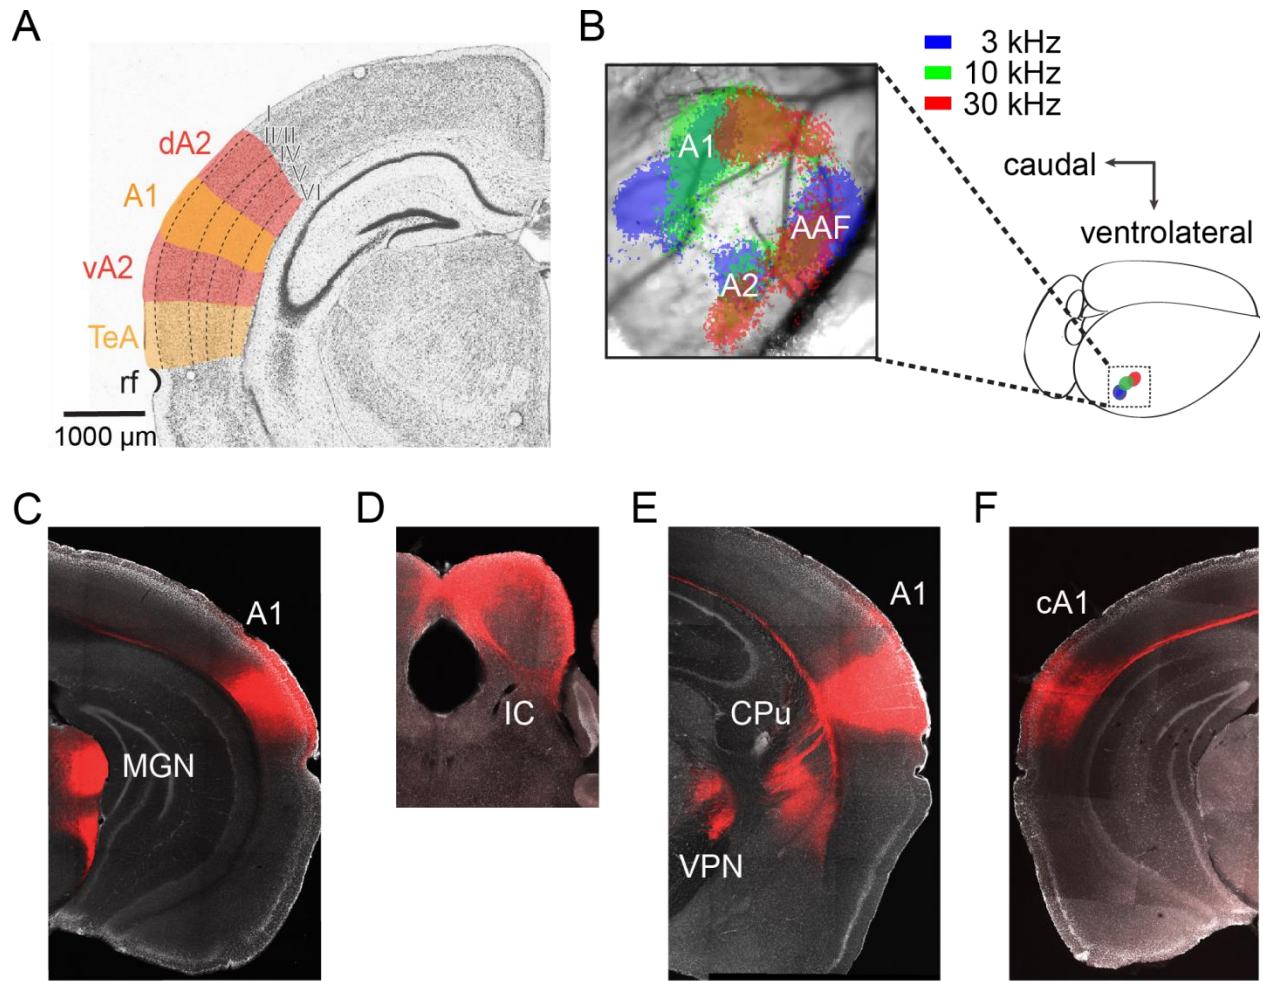 A
I
II/II
IV
V
VI
dA2
A1
vA2
TeA
rf
1000 µm
B
3 kHz
10 kHz
30 kHz
A1
AAF
A2
caudal
ventrolateral
C
A1
MGN
D
IC
E
A1
CPu
VPN
F
cA1